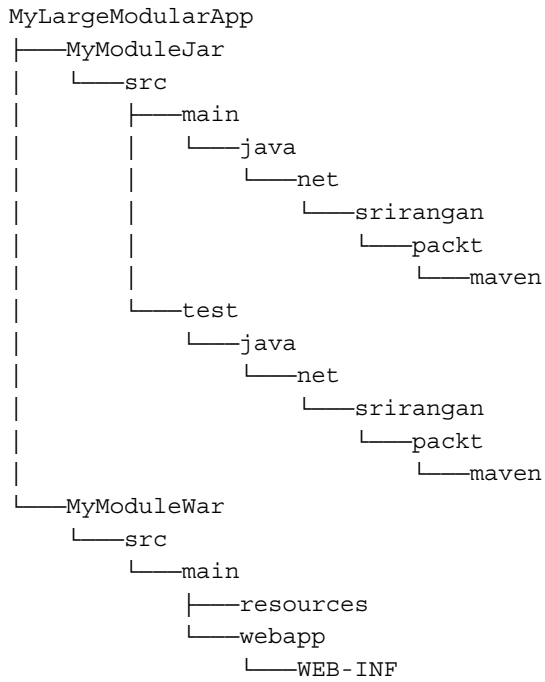 MyLargeModularApp
├───MyModuleJar
│   └───src
│       ├───main
│       │   └───java
│       │       └───net
│       │           └───srirangan
│       │               └───packt
│       │                   └───maven
│       │
│       └───test
│           └───java
│               └───net
│                   └───srirangan
│                       └───packt
│                           └───maven
└───MyModuleWar
    └───src
        └───main
            ├───resources
            └───webapp
                └───WEB-INF